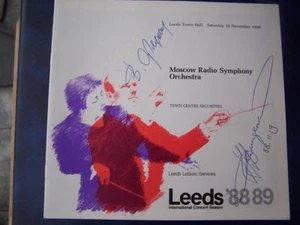 Leeds Town Hall Saturday 19 November 1988
Moscow Radio Symphony
Orchestra
TOWN CENTRE SECURITIES
Leeds Leisure Services
Leeds '88 89
International Concert Season